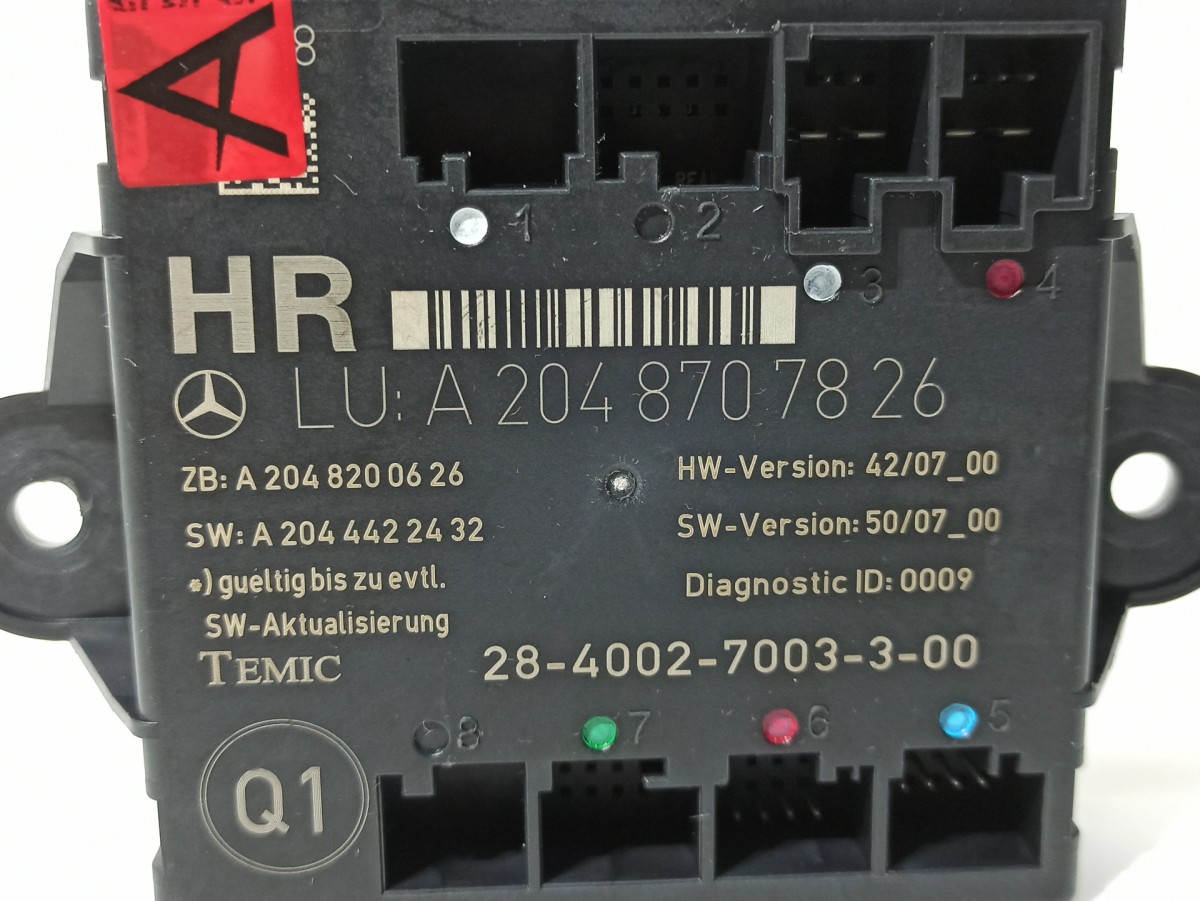 A
8
1
2
3
4
HR
LU: A 204 870 78 26
ZB: A 204 820 06 26
HW-Version: 42/07_00
SW: A 204 442 24 32
SW-Version: 50/07_00
*) gueltig bis zu evtl.
SW-Aktualisierung
Diagnostic ID: 0009
TEMIC
28-4002-7003-3-00
8
7
6
5
Q1